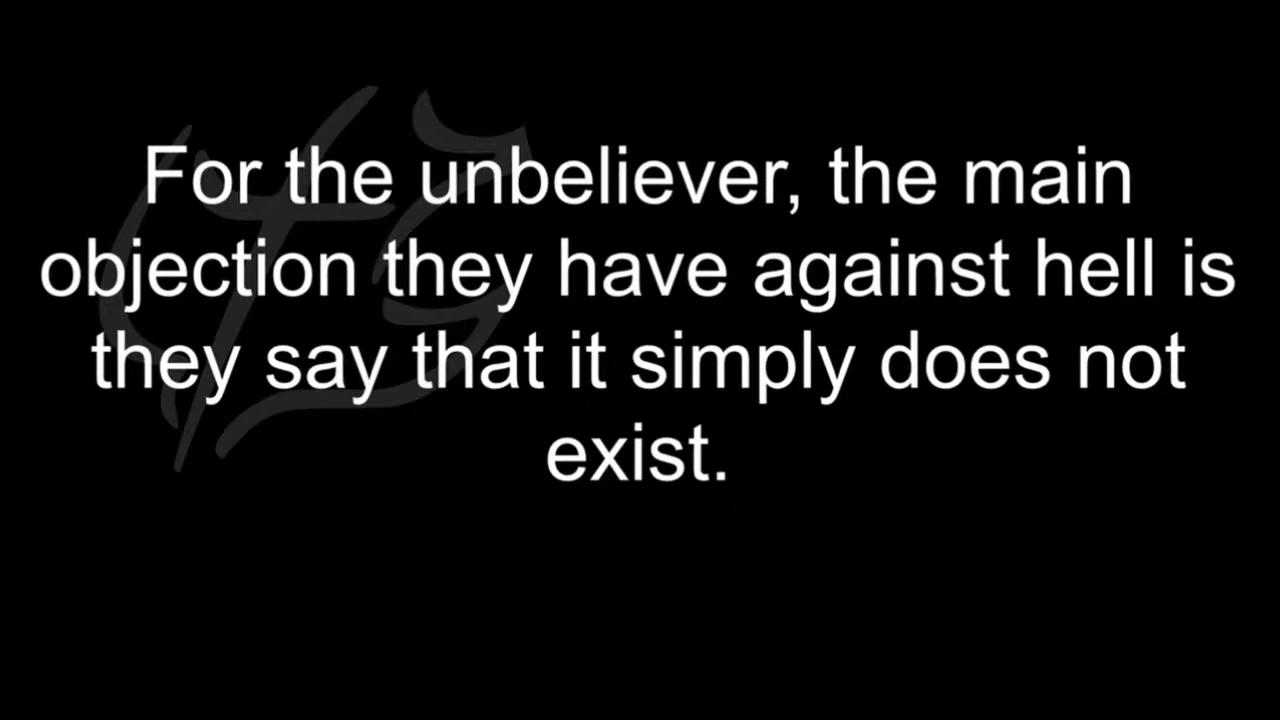 For the unbeliever, the main
objection they have against hell is
they say that it simply does not
exist.